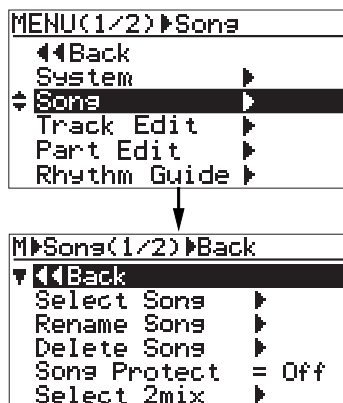 MENU(1/2)▶Song
◀◀Back
System ▶
Song ▶
Track Edit ▶
Part Edit ▶
Rhythm Guide ▶
M▶Song(1/2)▶Back
◀◀Back
Select Song ▶
Rename Song ▶
Delete Song ▶
Song Protect = Off
Select 2mix ▶